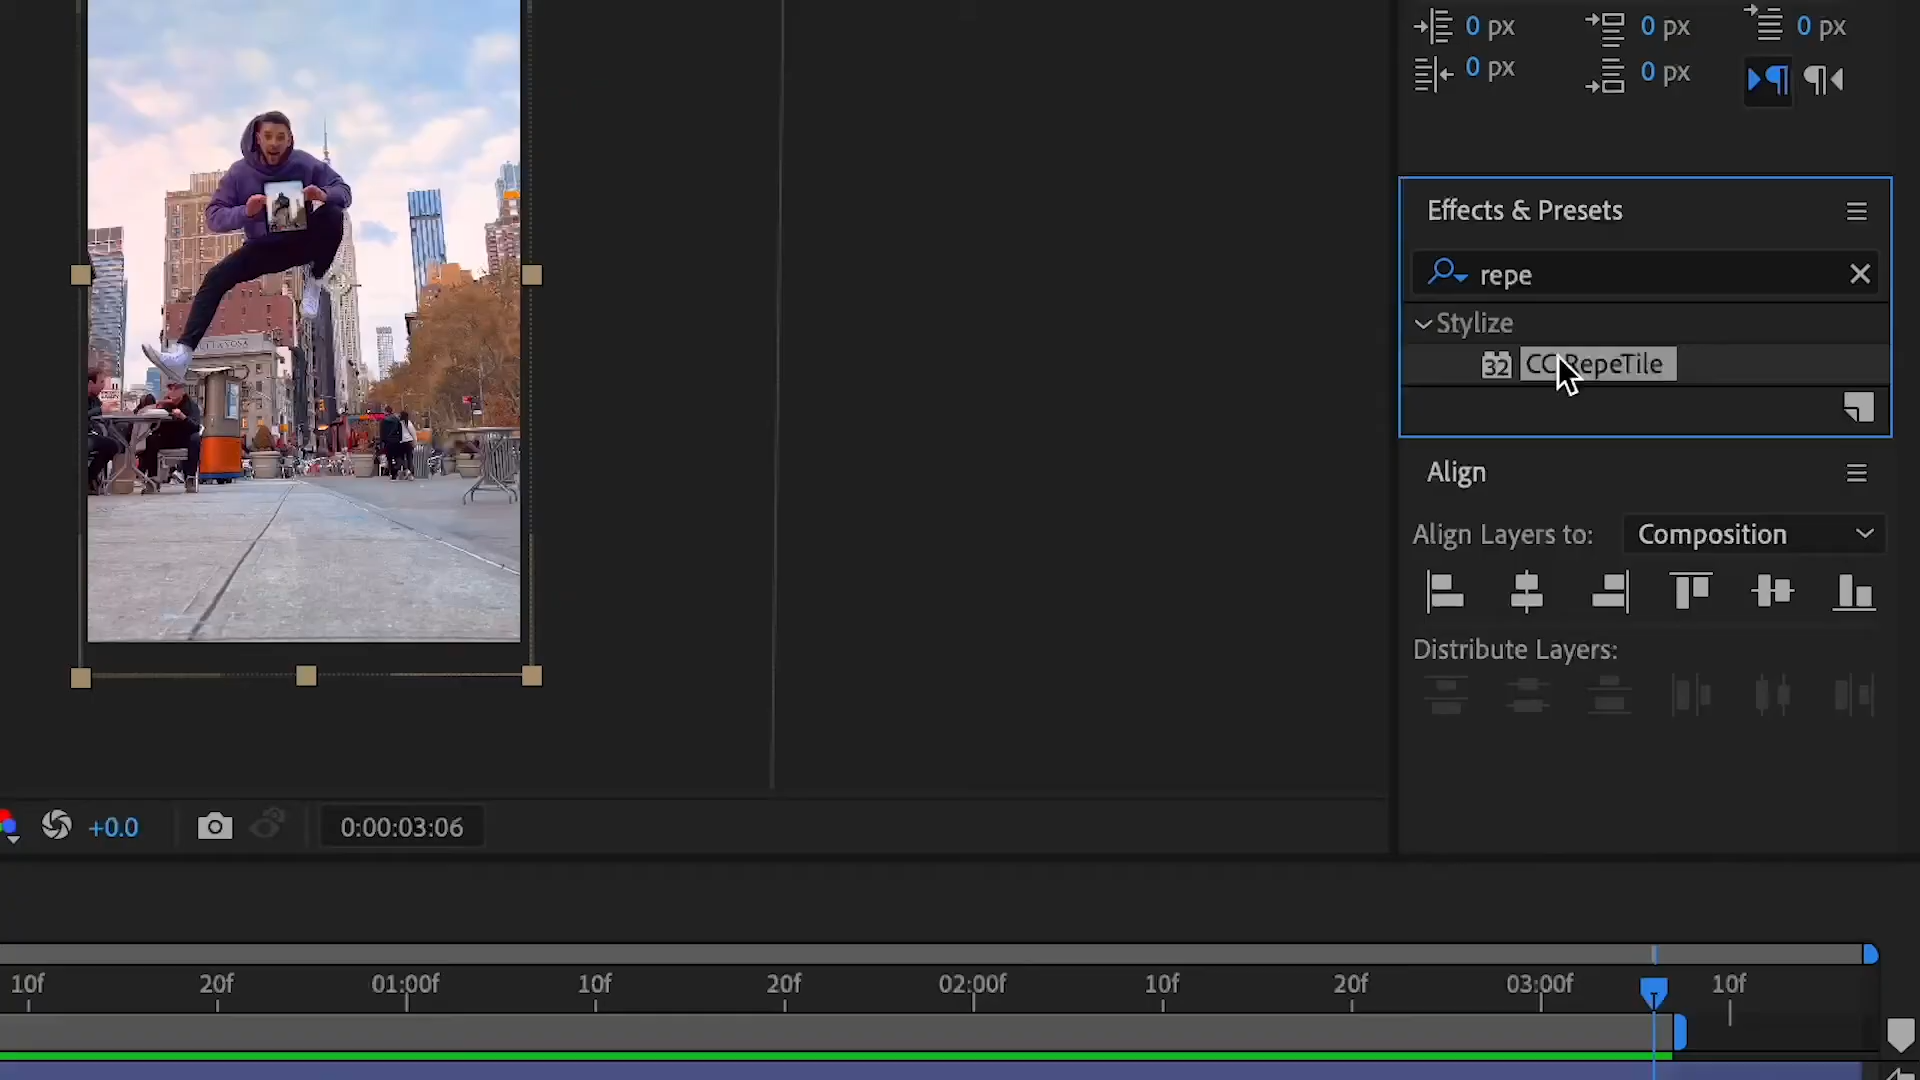 0 px 0 px 0 px
0 px 0 px
Effects & Presets
repe
Stylize
32 CC RepeTile
Align
Align Layers to: Composition
Distribute Layers:
+0.0 0:00:03:06
10f 20f 01:00f 10f 20f 02:00f 10f 20f 03:00f 10f